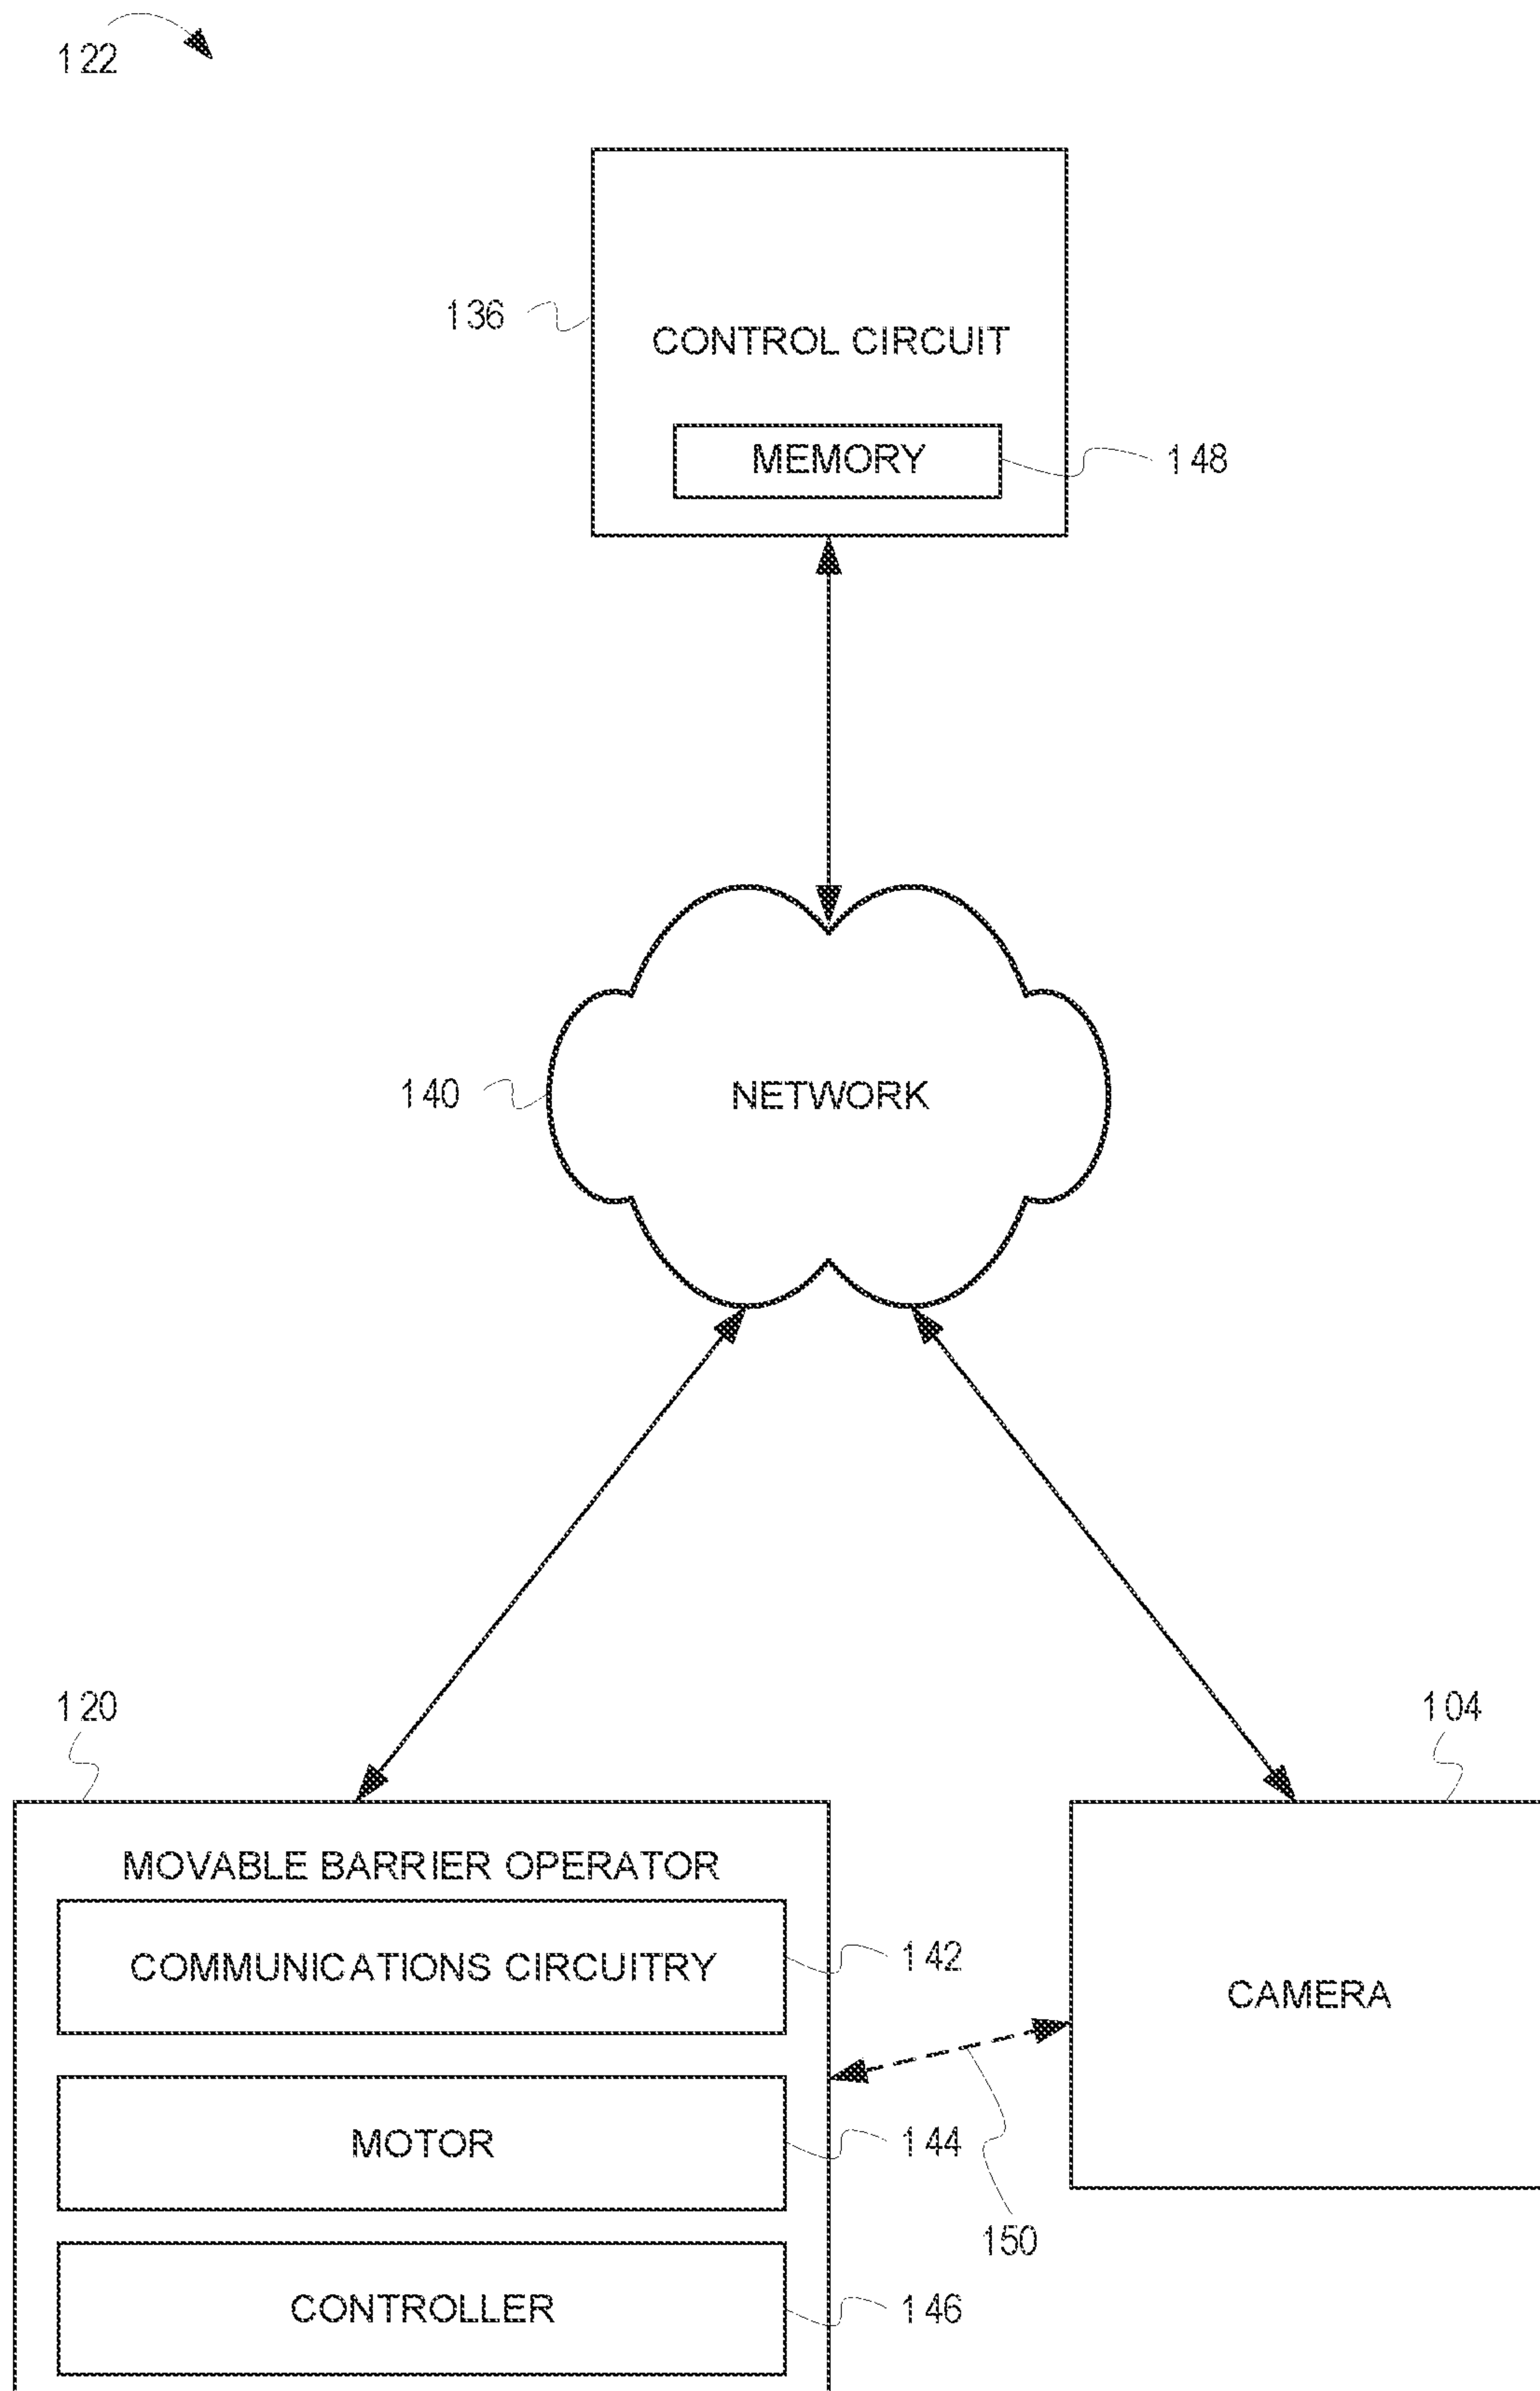 122
136
CONTROL CIRCUIT
MEMORY
148
140
NETWORK
120
104
MOVABLE BARRIER OPERATOR
COMMUNICATIONS CIRCUITRY
142
CAMERA
MOTOR
144
150
CONTROLLER
146